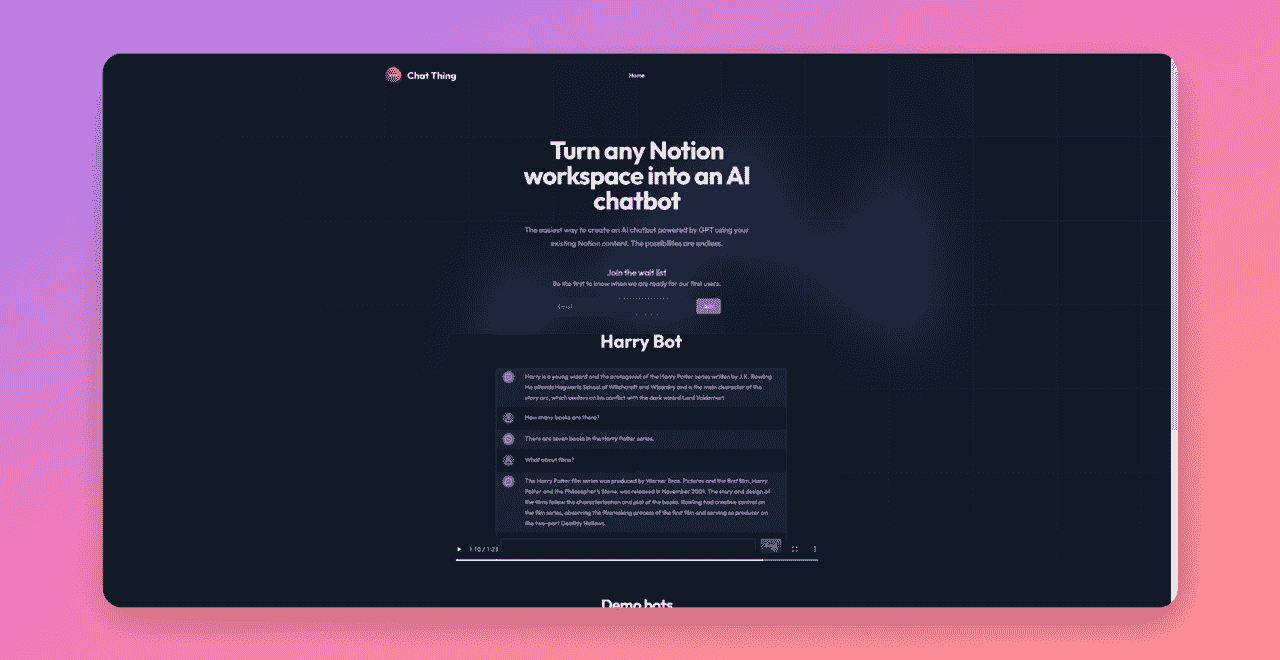 Chat Thing
Home
Turn any Notion
workspace into an AI
chatbot
The easiest way to create an AI chatbot powered by GPT using your
existing Notion content. The possibilities are endless.
Join the wait list
Be the first to know when we are ready for our first users.
Email
Harry Bot
Harry is a young wizard and the protagonist of the Harry Potter series written by J.K. Rowling.
He attends Hogwarts School of Witchcraft and Wizardry and is the main character of the
story arc, which centers on his conflict with the dark wizard Lord Voldemort.
How many books are there?
There are seven books in the Harry Potter series.
What about films?
The Harry Potter film series was produced by Warner Bros. Pictures and the first film, Harry
Potter and the Philosopher's Stone, was released in November 2001. The story and design of
the films follow the characterization and plot of the books. Rowling had creative control on
the film series, observing the filmmaking process of the first film and serving as producer on
the two-part Deathly Hallows.
1:10 / 1:23
Demo bots